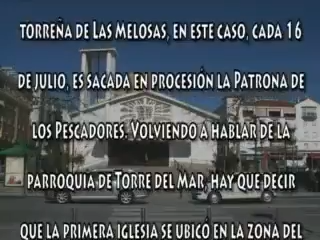 TORREÑA DE LAS MELOSAS, EN ESTE CASO, CADA 16
DE JULIO, ES SACADA EN PROCESIÓN LA PATRONA DE
LOS PESCADORES. VOLVIENDO A HABLAR DE LA
PARROQUIA DE TORRE DEL MAR, HAY QUE DECIR
QUE LA PRIMERA IGLESIA SE UBICÓ EN LA ZONA DEL